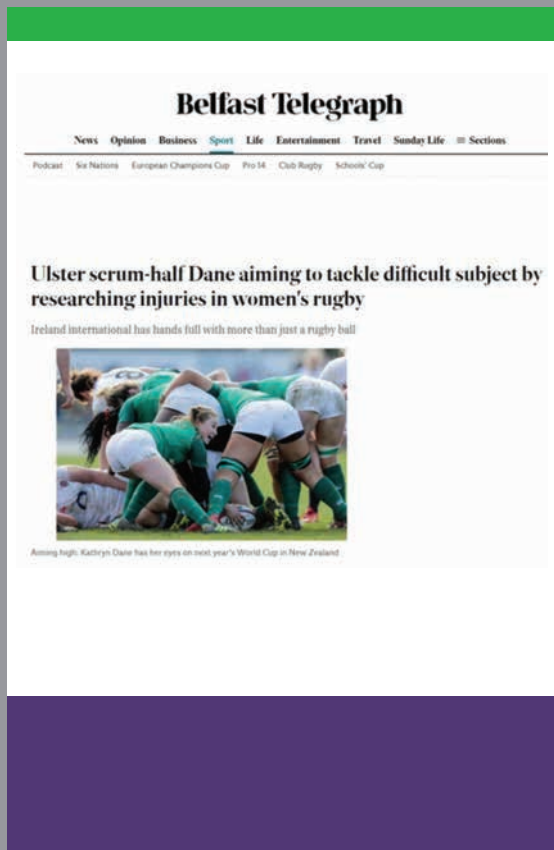 Belfast Telegraph
News Opinion Business Sport Life Entertainment Travel Sunday Life ≡ Sections
Podcast Six Nations European Champions Cup Pro14 Club Rugby Schools' Cup
Ulster scrum-half Dane aiming to tackle difficult subject by
researching injuries in women's rugby
Ireland international has hands full with more than just a rugby ball
Aiming high: Kathryn Dane has her eyes on next year's World Cup in New Zealand